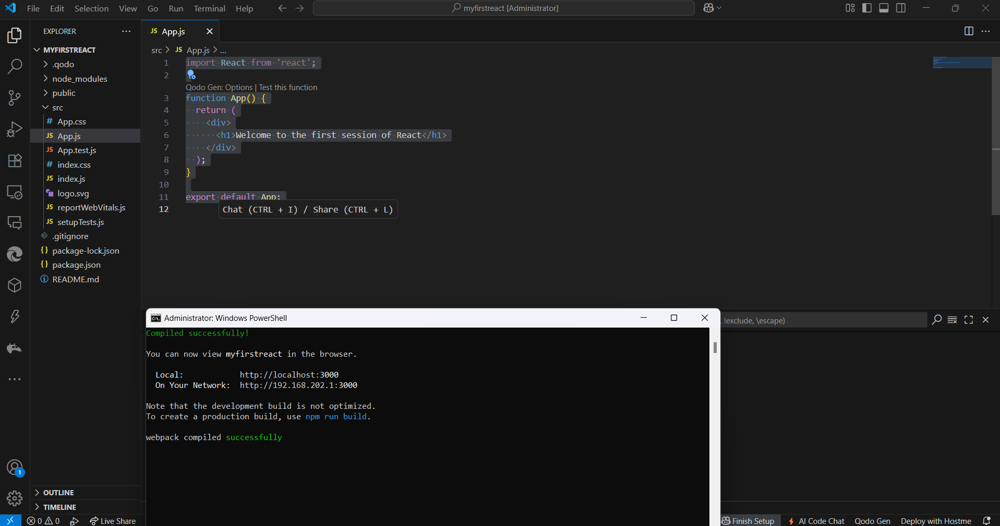 File Edit Selection View Go Run Terminal Help
myfirstreact [Administrator]
EXPLORER
MYFIRSTREACT
.qodo
node_modules
public
src
# App.css
JS App.js
JS App.test.js
# index.css
JS index.js
logo.svg
JS reportWebVitals.js
JS setupTests.js
.gitignore
{} package-lock.json
{} package.json
README.md
OUTLINE
TIMELINE
JS App.js
src > JS App.js > ...
1 import React from 'react';
2
Qodo Gen: Options | Test this function
3 function App() {
4 return (
5 <div>
6 <h1>Welcome to the first session of React</h1>
7 </div>
8 );
9 }
10
11 export default App;
12
Chat (CTRL + I) / Share (CTRL + L)
, !exclude, \escape)
Administrator: Windows PowerShell
Compiled successfully!
You can now view myfirstreact in the browser.
Local: http://localhost:3000
On Your Network: http://192.168.202.1:3000
Note that the development build is not optimized.
To create a production build, use npm run build.
webpack compiled successfully
1
0 0 Live Share
Finish Setup AI Code Chat Qodo Gen Deploy with Hostme